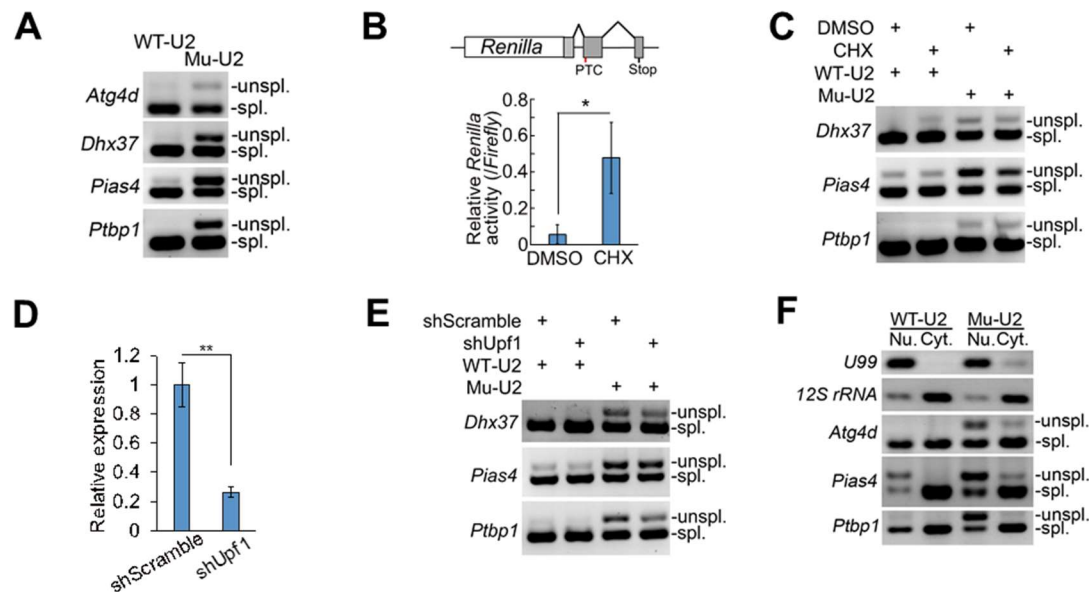 A
WT-U2
Mu-U2
Atg4d
-unspl.
-spl.
Dhx37
-unspl.
-spl.
Pias4
-unspl.
-spl.
Ptbp1
-unspl.
-spl.
B
Renilla
PTC
Stop
Relative Renilla
activity (/Firefly)
0.8
0.6
0.4
0.2
0
*
DMSO
CHX
C
DMSO + +
CHX + +
WT-U2 + +
Mu-U2 + +
Dhx37
-unspl.
-spl.
Pias4
-unspl.
-spl.
Ptbp1
-unspl.
-spl.
D
Relative expression
1.2
1
0.8
0.6
0.4
0.2
0
**
shScramble
shUpf1
E
shScramble + +
shUpf1 + +
WT-U2 + +
Mu-U2 + +
Dhx37
-unspl.
-spl.
Pias4
-unspl.
-spl.
Ptbp1
-unspl.
-spl.
F
WT-U2 Mu-U2
Nu. Cyt. Nu. Cyt.
U99
12S rRNA
Atg4d
-unspl.
-spl.
Pias4
-unspl.
-spl.
Ptbp1
-unspl.
-spl.